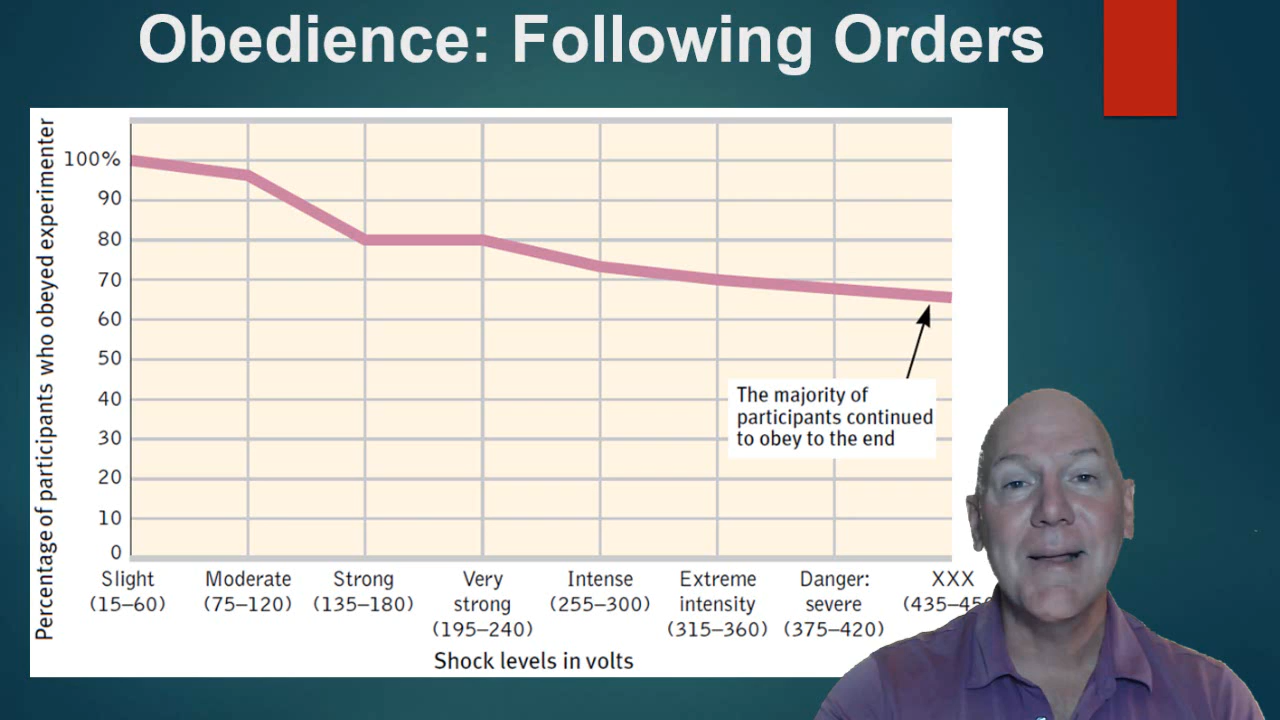 Obedience: Following Orders
Percentage of participants who obeyed experimenter
100%
90
80
70
60
50
40
30
20
10
0
The majority of
participants continued
to obey to the end
Slight
(15–60)
Moderate
(75–120)
Strong
(135–180)
Very
strong
(195–240)
Intense
(255–300)
Extreme
intensity
(315–360)
Danger:
severe
(375–420)
XXX
Shock levels in volts